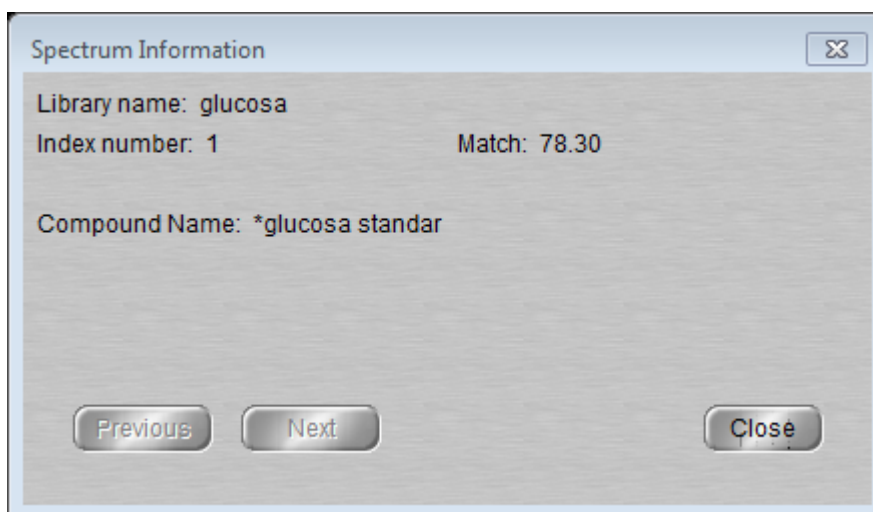 Spectrum Information
Library name: glucosa
Index number: 1 Match: 78.30
Compound Name: *glucosa standar
Previous Next Close